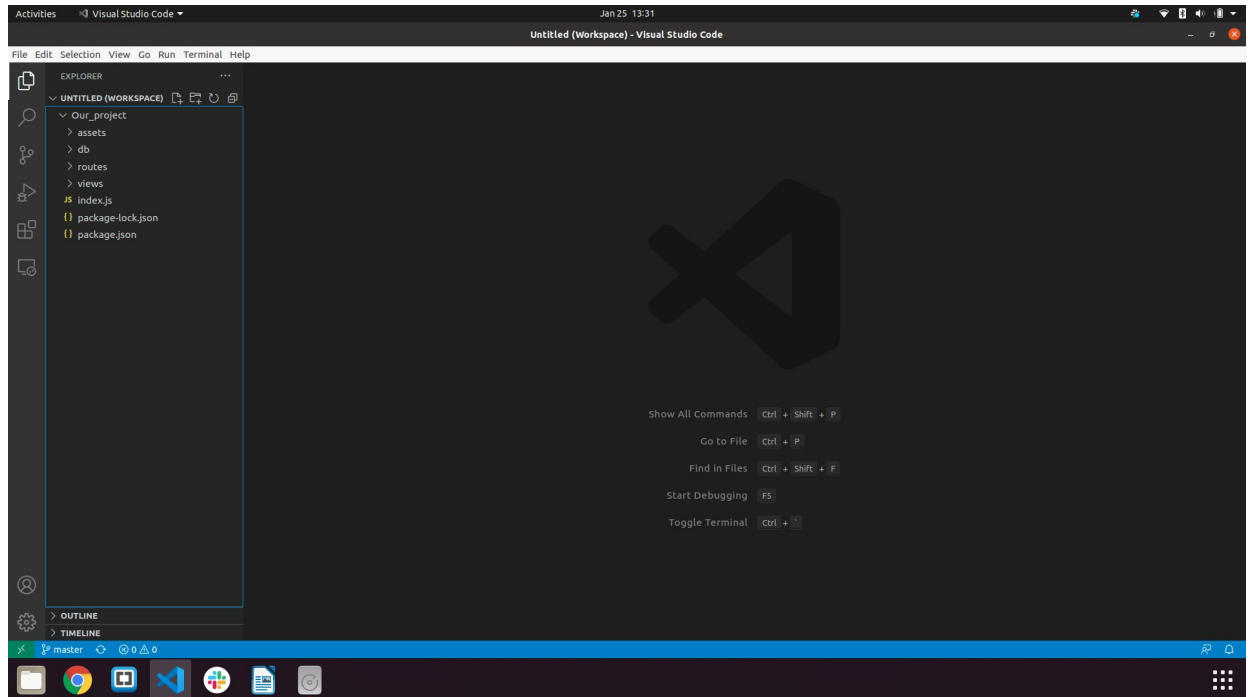 Activities Visual Studio Code Jan 25 13:31
Untitled (Workspace) - Visual Studio Code
File Edit Selection View Go Run Terminal Help
EXPLORER
UNTITLED (WORKSPACE)
Our_project
assets
db
routes
views
JS index.js
{} package-lock.json
{} package.json
Show All Commands Ctrl + Shift + P
Go to File Ctrl + P
Find in Files Ctrl + Shift + F
Start Debugging F5
Toggle Terminal Ctrl + `
OUTLINE
TIMELINE
master 0 0